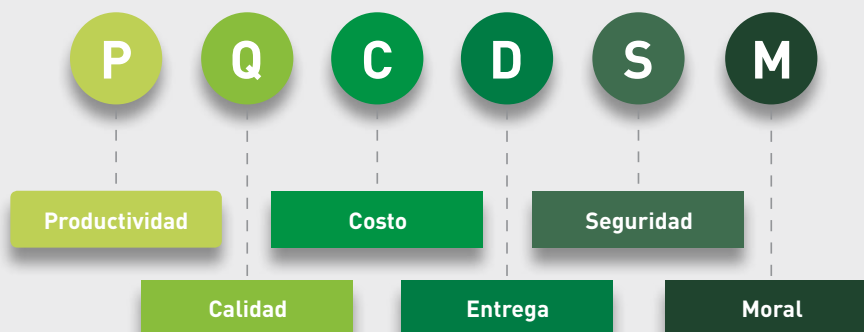 P Q C D S M
Productividad Costo Seguridad
Calidad Entrega Moral